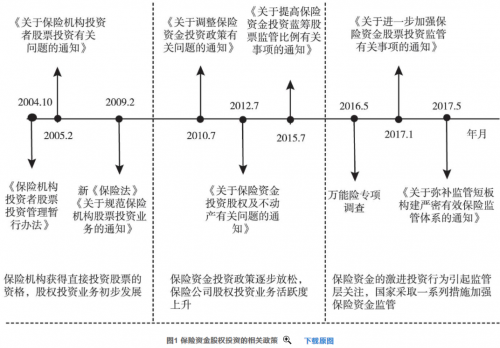 《关于保险机构投资
者股票投资有关
问题的通知》
《关于调整保险
资金投资政策有
关问题的通知》
《关于提高保险
资金投资蓝筹股
票监管比例有关
事项的通知》
《关于进一步加强保
险资金股票投资监管
有关事项的通知》
2004.10
2009.2
2012.7
2016.5
2017.5
2005.2
2010.7
2015.7
2017.1
年月
《保险机构
投资者股票
投资管理暂
行办法》
新《保险法》
《关于规范保险
机构股票投资业
务的通知》
《关于保险资金
投资股权及不动
产有关问题的通
知》
万能险专项
调查
《关于弥补监管短板
构建严密有效保险监
管体系的通知》
保险机构获得直接投资股票的
资格，股权投资业务初步发展
保险资金投资政策逐步放松，
保险公司股权投资业务活跃度
上升
保险资金的激进投资行为引起监管
层关注，国家采取一系列措施加强
保险资金监管
图1 保险资金股权投资的相关政策
下载原图